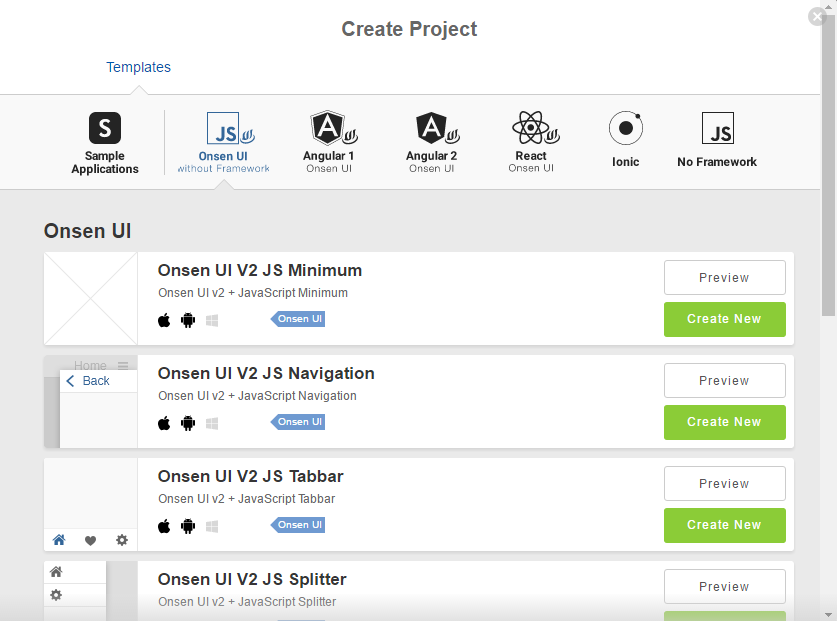 Create Project
Templates
S
Sample
Applications
JS
Onsen UI
without Framework
A
Angular 1
Onsen UI
A
Angular 2
Onsen UI
React
Onsen UI
Ionic
JS
No Framework
Onsen UI
Onsen UI V2 JS Minimum
Onsen UI v2 + JavaScript Minimum
Onsen UI
Preview
Create New
Home
Back
Onsen UI V2 JS Navigation
Onsen UI v2 + JavaScript Navigation
Onsen UI
Preview
Create New
Onsen UI V2 JS Tabbar
Onsen UI v2 + JavaScript Tabbar
Onsen UI
Preview
Create New
Onsen UI V2 JS Splitter
Onsen UI v2 + JavaScript Splitter
Preview